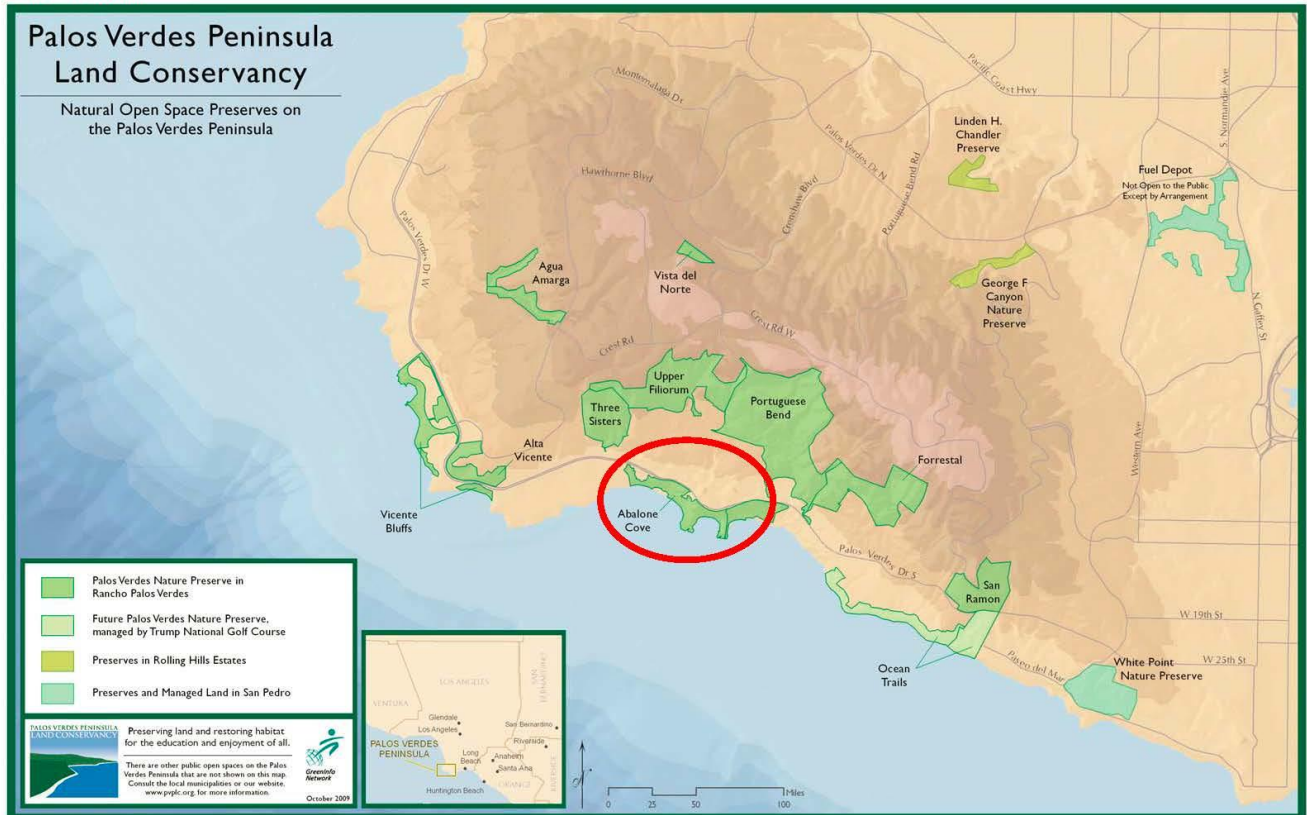 Palos Verdes Peninsula
Land Conservancy
Natural Open Space Preserves on
the Palos Verdes Peninsula
Montemalaga Dr
Pacific Coast Hwy
S. Normandie Ave
Linden H.
Chandler
Preserve
Palos Verdes Dr N
Portuguese Bend Rd
Fuel Depot
Not Open to the Public
Except by Arrangement
Hawthorne Blvd
Crenshaw Blvd
Palos Verdes Dr W
Agua
Amarga
Vista del
Norte
George F
Canyon
Nature
Preserve
N Gaffey St
Crest Rd
Crest Rd W
Upper
Filiorum
Three
Sisters
Portuguese
Bend
Western Ave
Alta
Vicente
Forrestal
Vicente
Bluffs
Abalone
Cove
Palos Verdes Dr S
San
Ramon
W 19th St
Ocean
Trails
Paseo del Mar
W 25th St
White Point
Nature Preserve
Palos Verdes Nature Preserve in
Rancho Palos Verdes
Future Palos Verdes Nature Preserve,
managed by Trump National Golf Course
Preserves in Rolling Hills Estates
Preserves and Managed Land in San Pedro
PALOS VERDES PENINSULA
LAND CONSERVANCY
Preserving land and restoring habitat
for the education and enjoyment of all.
There are other public open spaces on the Palos
Verdes Peninsula that are not shown on this map.
Consult the local municipalities or our website,
www.pvplc.org, for more information.
GreenInfo
Network
October 2009
LOS ANGELES
SAN
BERNARDINO
VENTURA
Glendale
Los Angeles
San Bernardino
Riverside
PALOS VERDES
PENINSULA
Long
Beach
Anaheim
Santa Ana
ORANGE
RIVERSIDE
Huntington Beach
Miles
0 25 50 100